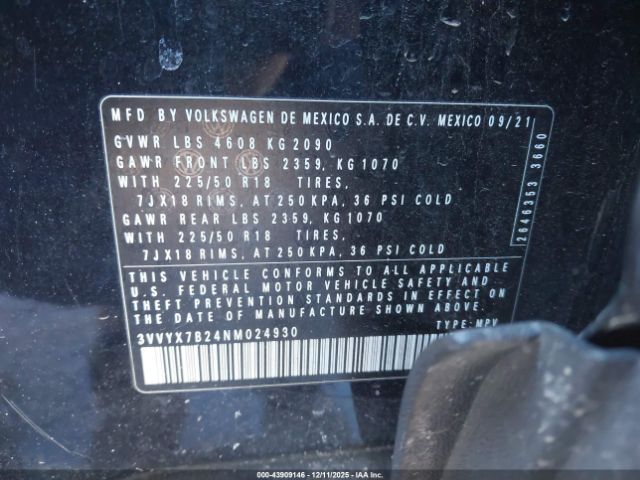 MFD BY VOLKSWAGEN DE MEXICO S.A. DE C.V. MEXICO 09/21
GVWR LBS 4608 KG 2090
GAWR FRONT LBS 2359, KG 1070
WITH 225/50 R18 TIRES,
7JX18 RIMS, AT 250 KPA, 36 PSI COLD
GAWR REAR LBS 2359, KG 1070
WITH 225/50 R18 TIRES,
7JX18 RIMS, AT 250 KPA, 36 PSI COLD
THIS VEHICLE CONFORMS TO ALL APPLICABLE
U.S. FEDERAL MOTOR VEHICLE SAFETY AND
THEFT PREVENTION STANDARDS IN EFFECT ON
THE DATE OF MANUFACTURE SHOWN ABOVE.
3VVYX7B24NM024930 TYPE: MPV
2646353 3660
000-43909146 - 12/11/2025 - IAA Inc.